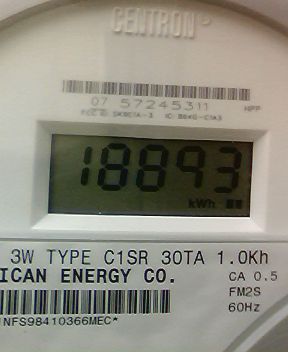 CENTRON
07 57245311
18893
kWh
3W TYPE C1SR 30TA 1.0Kh
ICAN ENERGY CO.
CA 0.5
FM2S
60Hz
NFS98410366MEC*